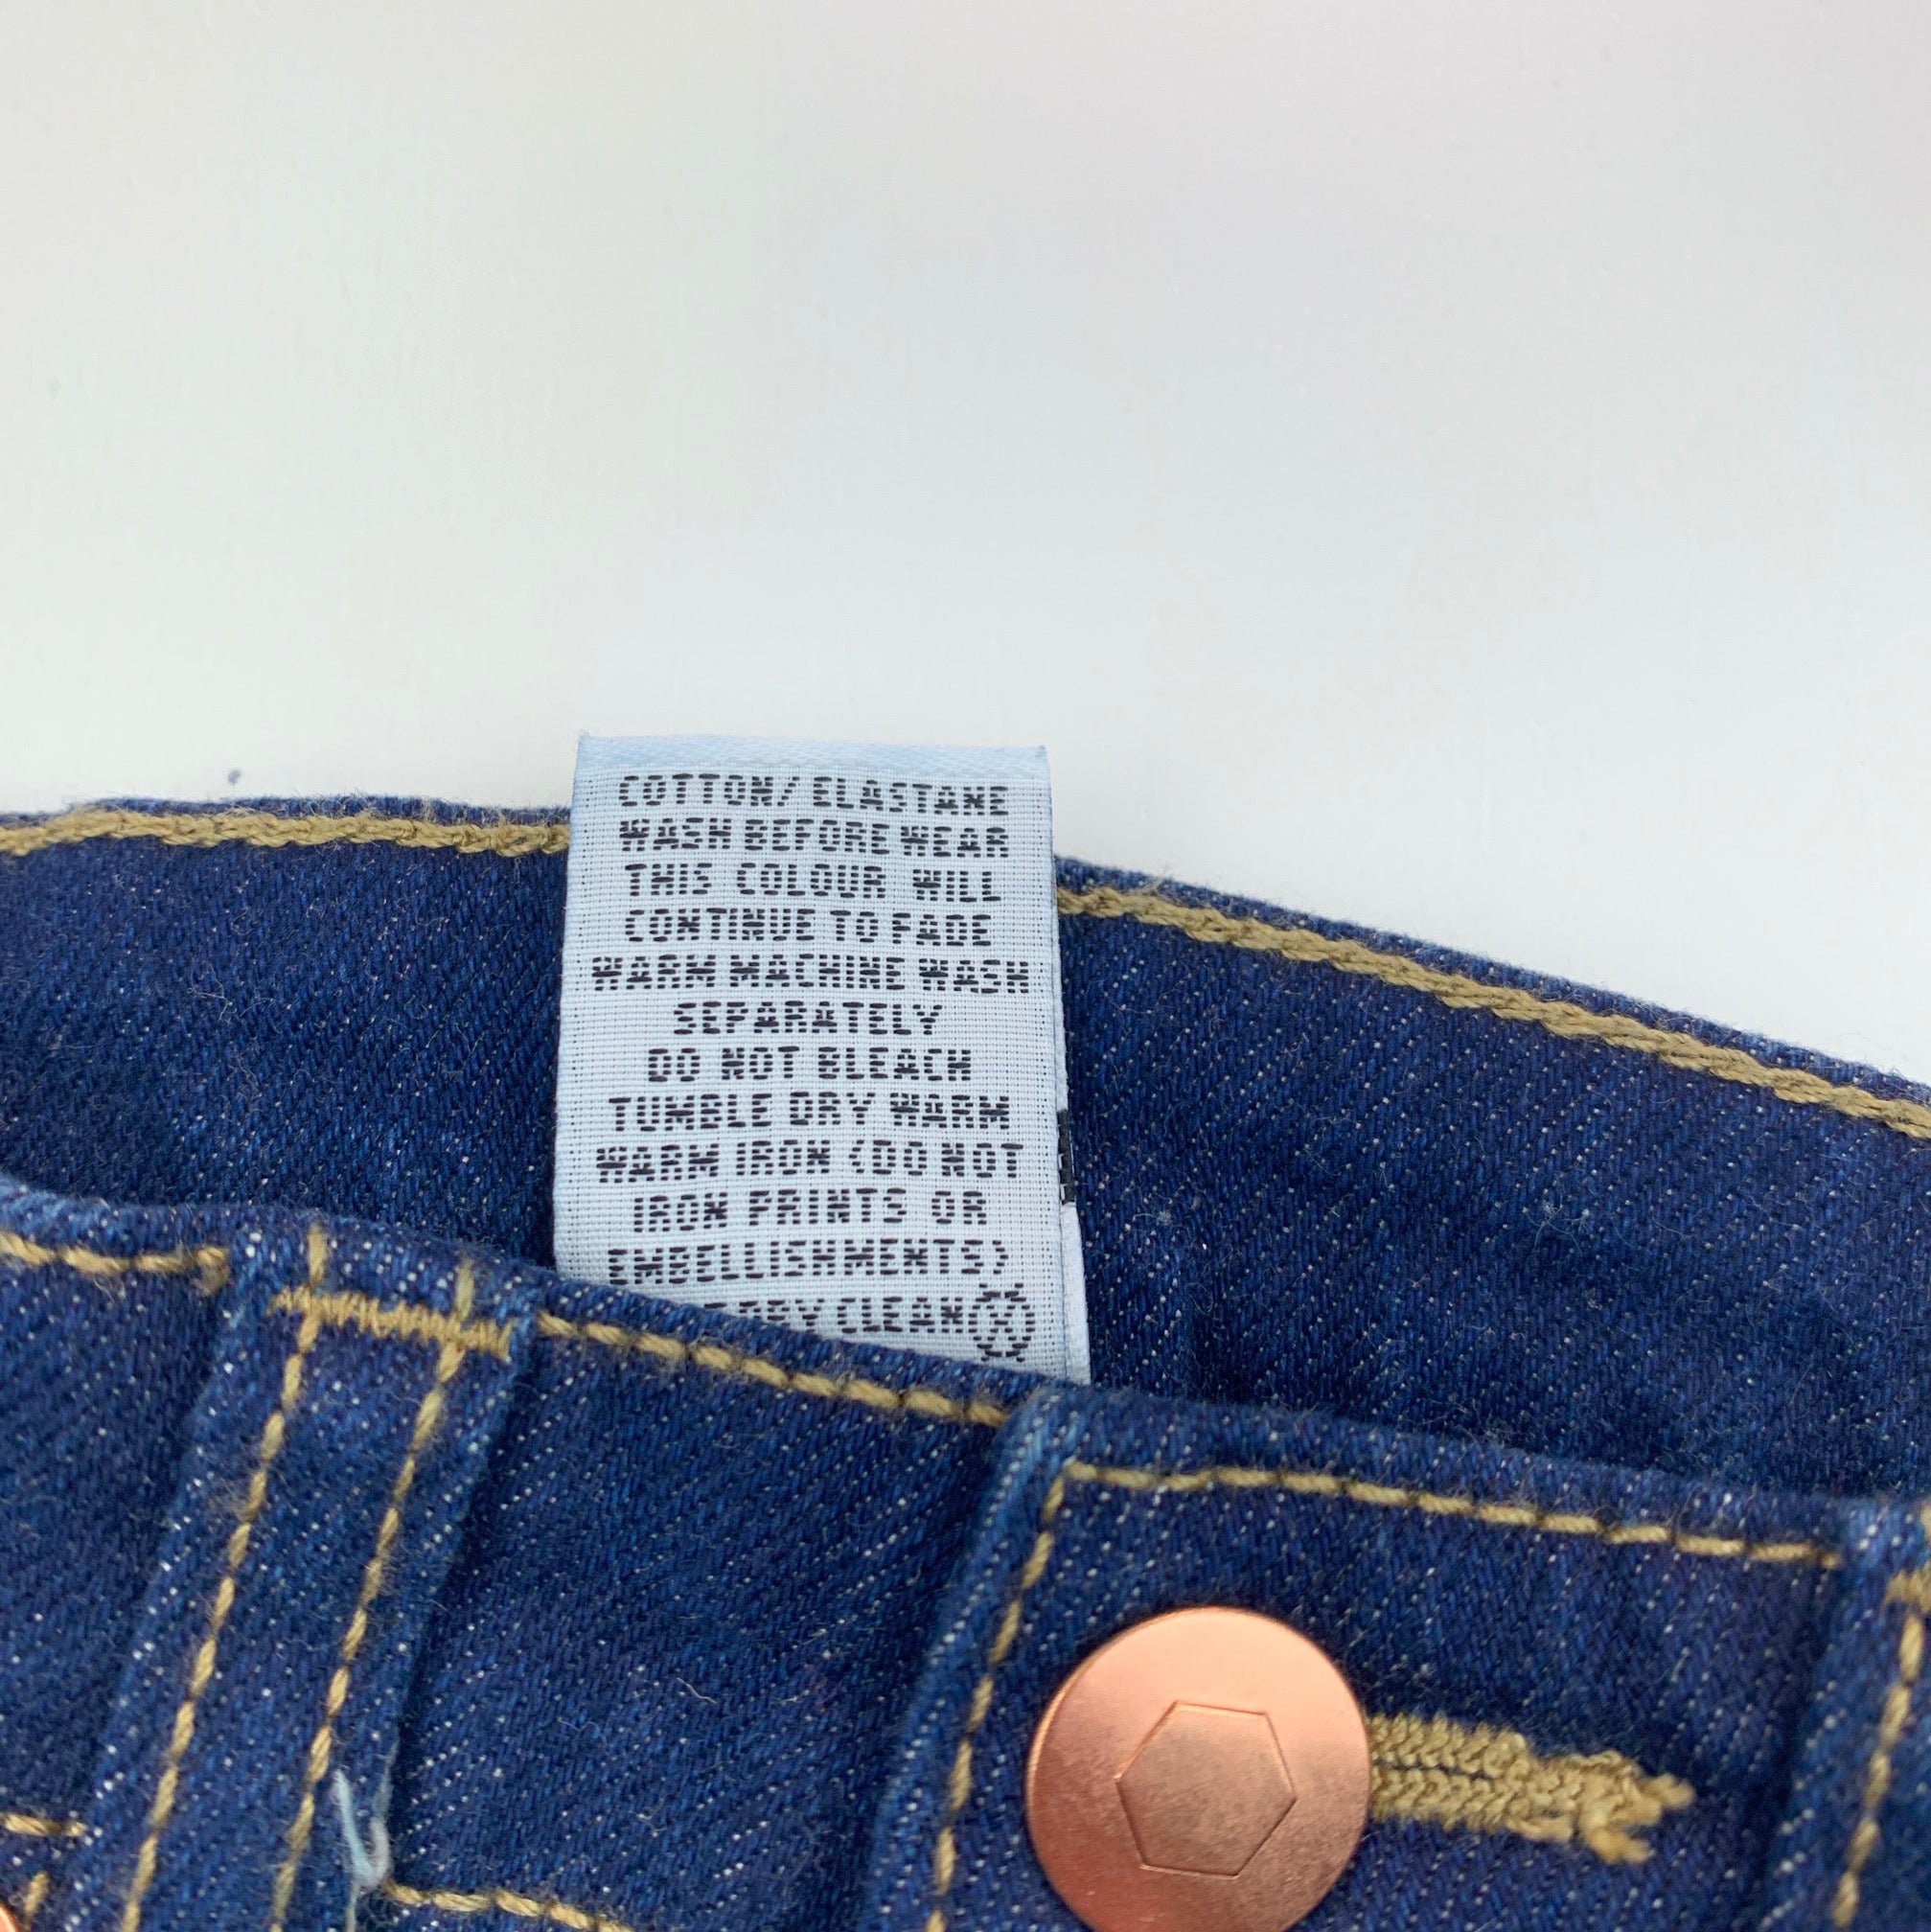 COTTON/ ELASTANE
WASH BEFORE WEAR
THIS COLOUR WILL
CONTINUE TO FADE
WARM MACHINE WASH
SEPARATELY
DO NOT BLEACH
TUMBLE DRY WARM
WARM IRON (DO NOT
IRON PRINTS OR
EMBELLISHMENTS)
DRY CLEAN